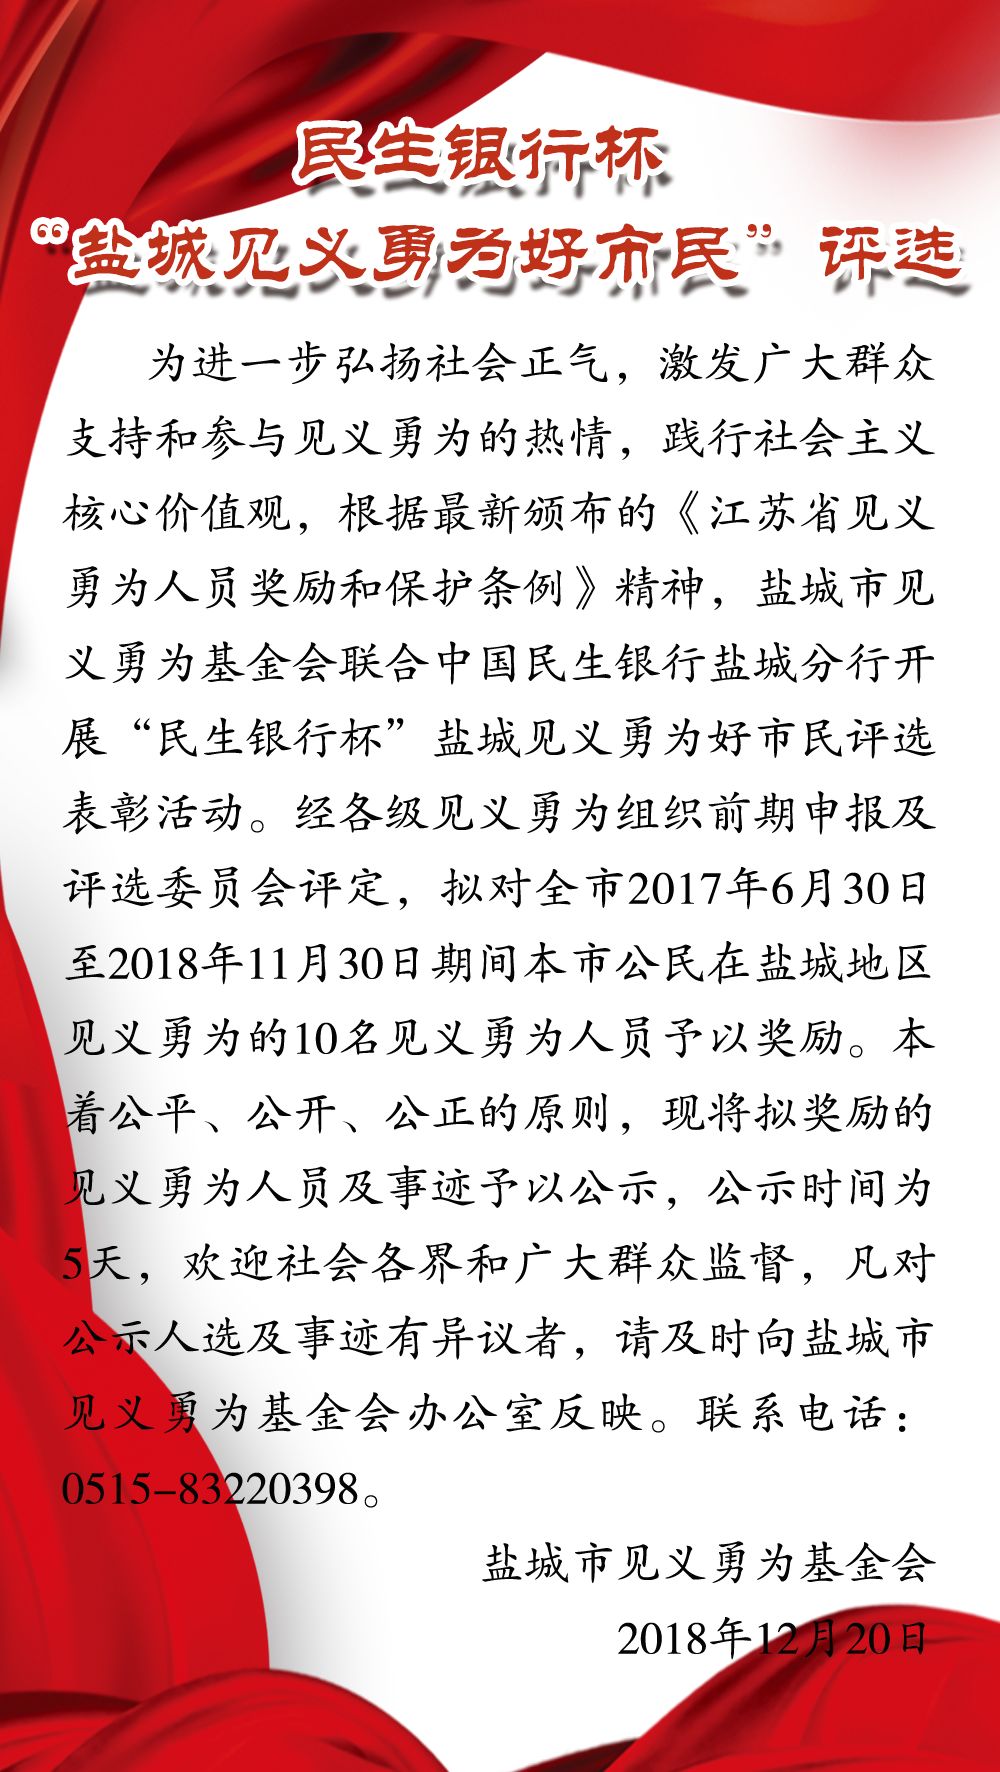 民生银行杯
“盐城见义勇为好市民”评选
为进一步弘扬社会正气，激发广大群众
支持和参与见义勇为的热情，践行社会主义
核心价值观，根据最新颁布的《江苏省见义
勇为人员奖励和保护条例》精神，盐城市见
义勇为基金会联合中国民生银行盐城分行开
展“民生银行杯”盐城见义勇为好市民评选
表彰活动。经各级见义勇为组织前期申报及
评选委员会评定，拟对全市2017年6月30日
至2018年11月30日期间本市公民在盐城地区
见义勇为的10名见义勇为人员予以奖励。本
着公平、公开、公正的原则，现将拟奖励的
见义勇为人员及事迹予以公示，公示时间为
5天，欢迎社会各界和广大群众监督，凡对
公示人选及事迹有异议者，请及时向盐城市
见义勇为基金会办公室反映。联系电话：
0515-83220398。
盐城市见义勇为基金会
2018年12月20日